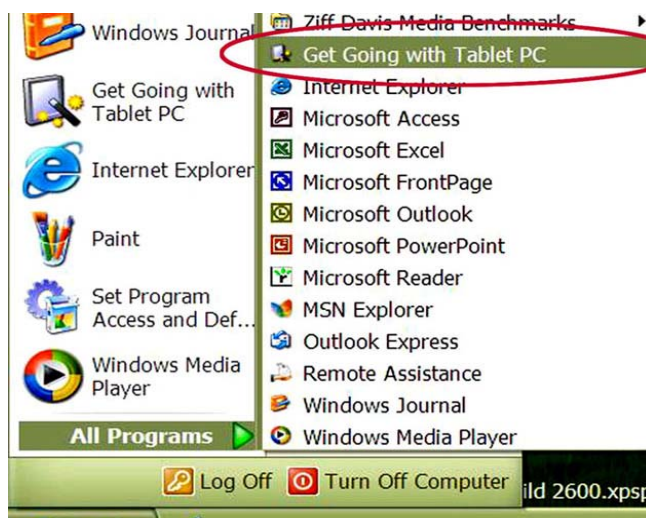 Windows Journal
Get Going with
Tablet PC
Internet Explorer
Paint
Set Program
Access and Def...
Windows Media
Player
All Programs
Ziff Davis Media Benchmarks
Get Going with Tablet PC
Internet Explorer
Microsoft Access
Microsoft Excel
Microsoft FrontPage
Microsoft Outlook
Microsoft PowerPoint
Microsoft Reader
MSN Explorer
Outlook Express
Remote Assistance
Windows Journal
Windows Media Player
Log Off
Turn Off Computer
ild 2600.xpsp